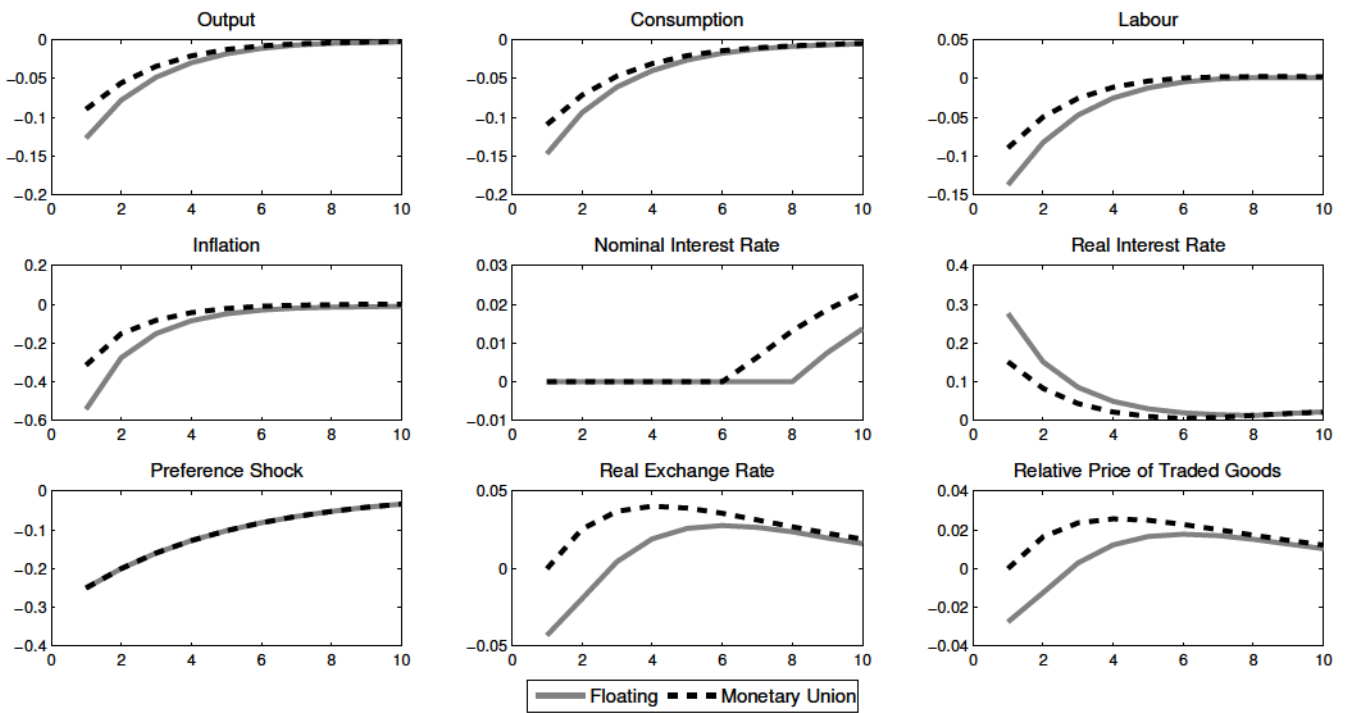 Output
Consumption
Labour
0
−0.05
−0.1
−0.15
−0.2
0 2 4 6 8 10
0
−0.05
−0.1
−0.15
−0.2
0 2 4 6 8 10
0.05
0
−0.05
−0.1
−0.15
0 2 4 6 8 10
Inflation
Nominal Interest Rate
Real Interest Rate
0.2
0
−0.2
−0.4
−0.6
0 2 4 6 8 10
0.03
0.02
0.01
0
−0.01
0 2 4 6 8 10
0.4
0.3
0.2
0.1
0
0 2 4 6 8 10
Preference Shock
Real Exchange Rate
Relative Price of Traded Goods
0
−0.1
−0.2
−0.3
−0.4
0 2 4 6 8 10
0.05
0
−0.05
0 2 4 6 8 10
0.04
0.02
0
−0.02
−0.04
0 2 4 6 8 10
Floating Monetary Union